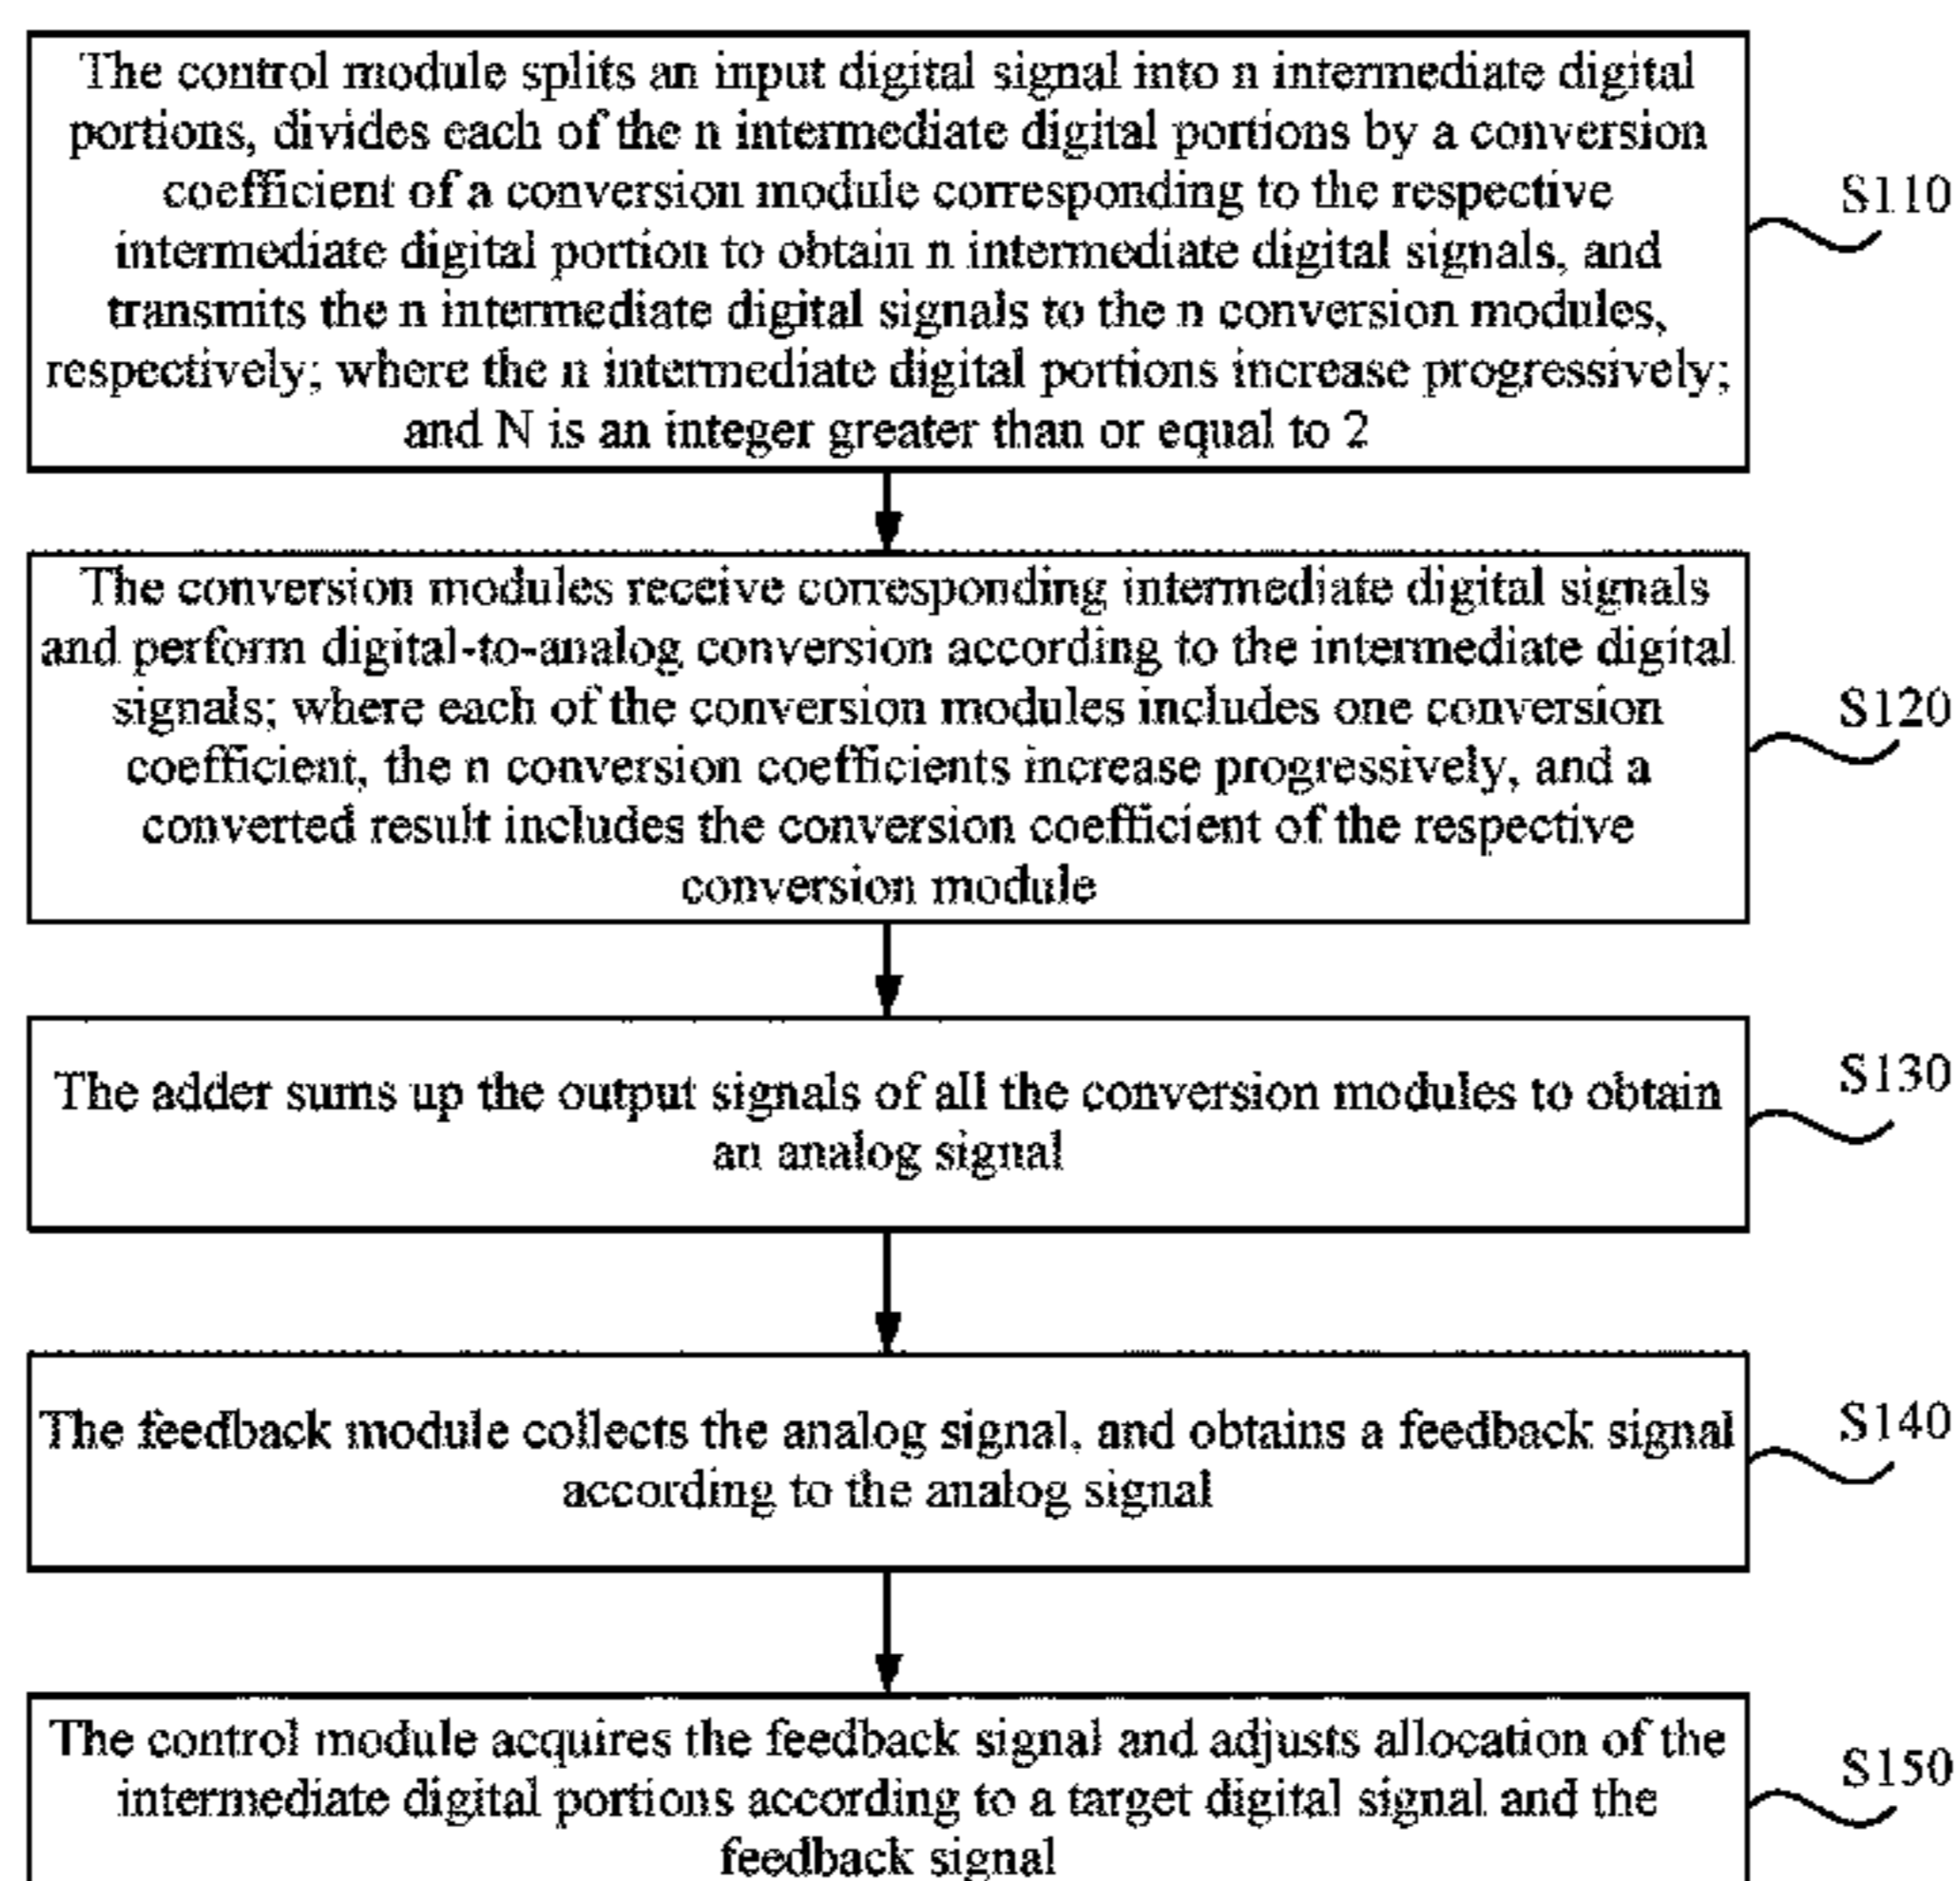 The control module splits an input digital signal into n intermediate digital
portions, divides each of the n intermediate digital portions by a conversion
coefficient of a conversion module corresponding to the respective
intermediate digital portion to obtain n intermediate digital signals, and
transmits the n intermediate digital signals to the n conversion modules,
respectively; where the n intermediate digital portions increase progressively;
and N is an integer greater than or equal to 2
S110
The conversion modules receive corresponding intermediate digital signals
and perform digital-to-analog conversion according to the intermediate digital
signals; where each of the conversion modules includes one conversion
coefficient, the n conversion coefficients increase progressively, and a
converted result includes the conversion coefficient of the respective
conversion module
S120
The adder sums up the output signals of all the conversion modules to obtain
an analog signal
S130
The feedback module collects the analog signal, and obtains a feedback signal
according to the analog signal
S140
The control module acquires the feedback signal and adjusts allocation of the
intermediate digital portions according to a target digital signal and the
feedback signal
S150